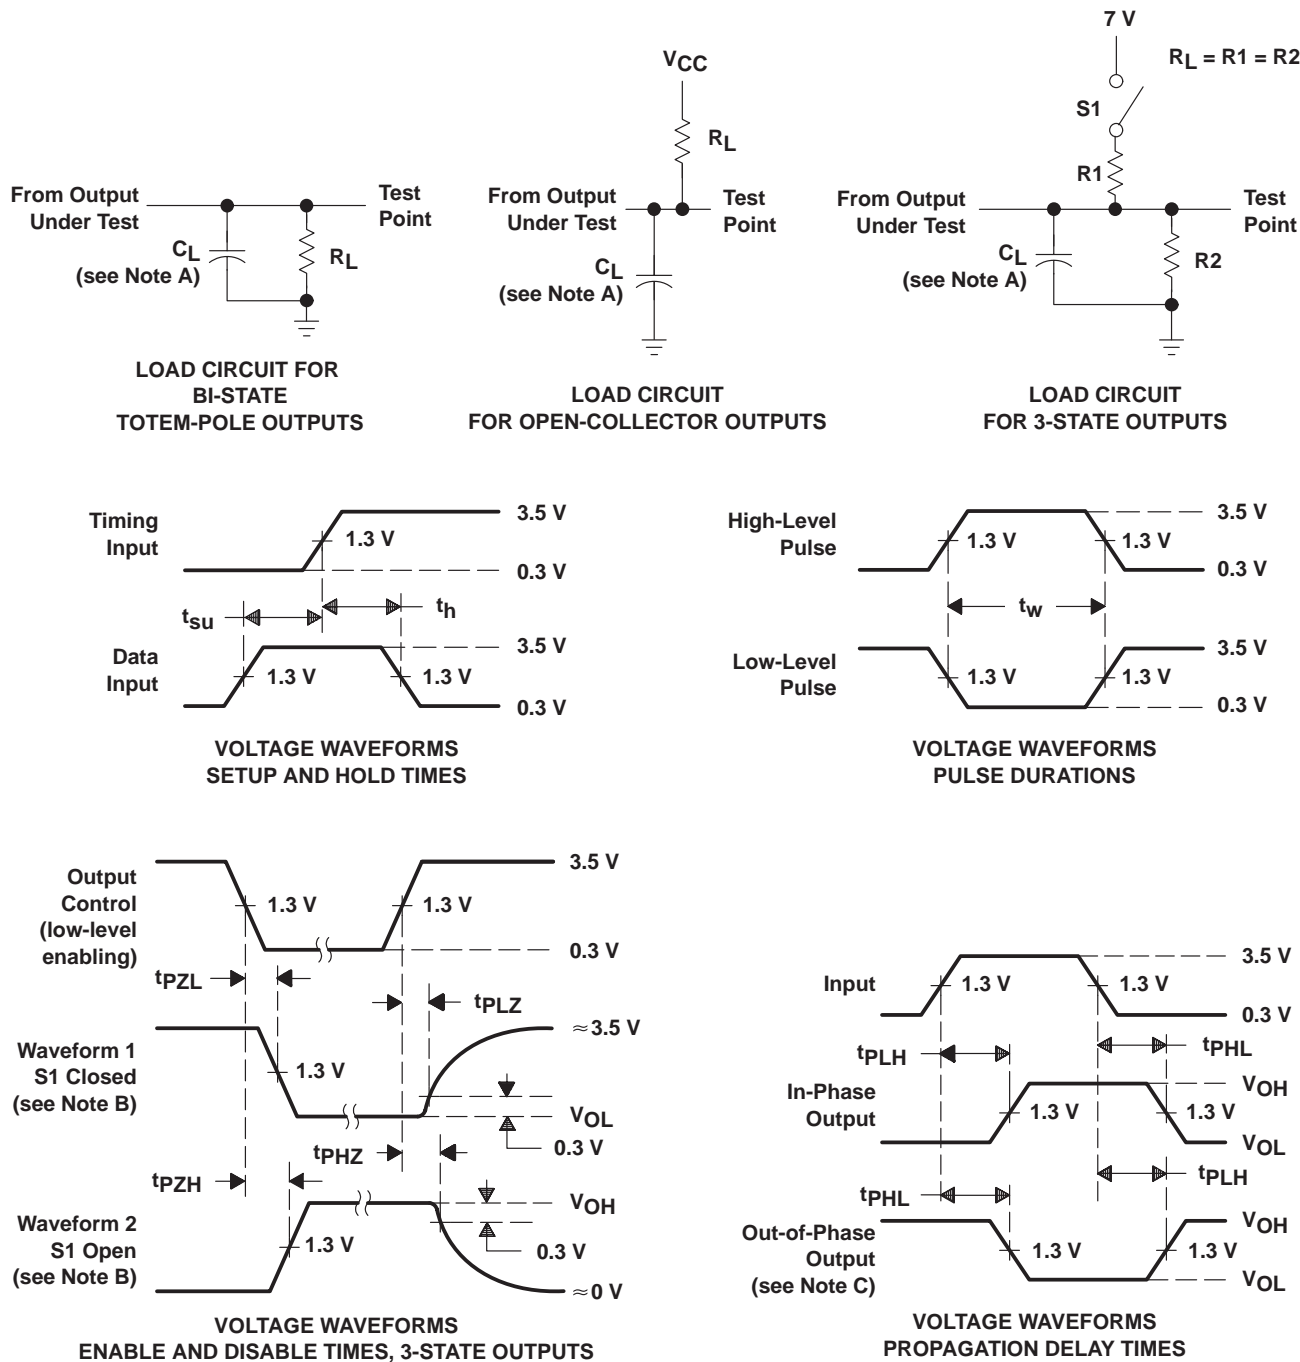 VCC
RL
From Output
Under Test
Test
Point
CL
(see Note A)
RL
LOAD CIRCUIT FOR
BI-STATE
TOTEM-POLE OUTPUTS
From Output
Under Test
Test
Point
CL
(see Note A)
LOAD CIRCUIT
FOR OPEN-COLLECTOR OUTPUTS
7 V
RL = R1 = R2
S1
R1
From Output
Under Test
Test
Point
CL
(see Note A)
R2
LOAD CIRCUIT
FOR 3-STATE OUTPUTS
Timing
Input
1.3 V
3.5 V
0.3 V
tsu
th
Data
Input
1.3 V
1.3 V
3.5 V
0.3 V
VOLTAGE WAVEFORMS
SETUP AND HOLD TIMES
High-Level
Pulse
1.3 V
1.3 V
3.5 V
0.3 V
tw
Low-Level
Pulse
1.3 V
1.3 V
3.5 V
0.3 V
VOLTAGE WAVEFORMS
PULSE DURATIONS
Output
Control
(low-level
enabling)
1.3 V
1.3 V
3.5 V
0.3 V
tPZL
tPLZ
Waveform 1
S1 Closed
(see Note B)
1.3 V
≈3.5 V
VOL
0.3 V
tPHZ
tPZH
Waveform 2
S1 Open
(see Note B)
1.3 V
VOH
0.3 V
≈0 V
VOLTAGE WAVEFORMS
ENABLE AND DISABLE TIMES, 3-STATE OUTPUTS
Input
1.3 V
1.3 V
3.5 V
0.3 V
tPLH
tPHL
In-Phase
Output
1.3 V
1.3 V
VOH
VOL
tPHL
tPLH
Out-of-Phase
Output
(see Note C)
1.3 V
1.3 V
VOH
VOL
VOLTAGE WAVEFORMS
PROPAGATION DELAY TIMES